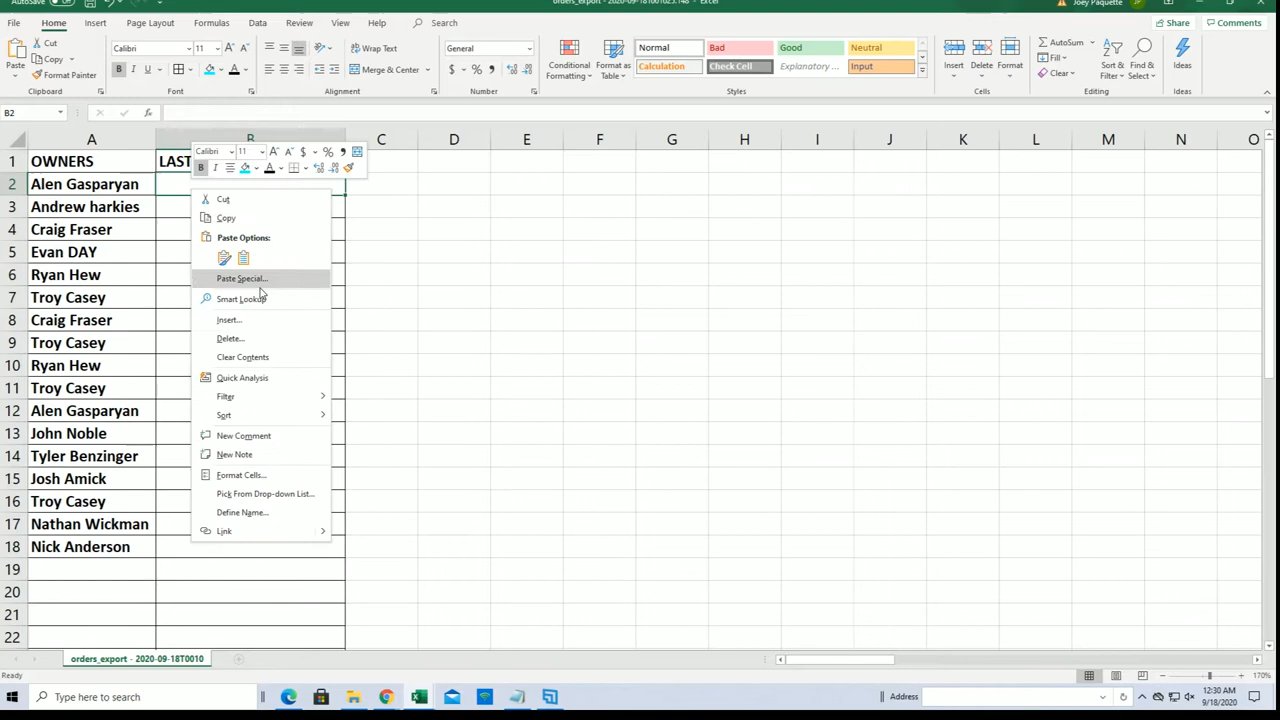 AutoSave Off orders_export - 2020-09-18T001023.148 - Excel Joey Paquette JP
File Home Insert Page Layout Formulas Data Review View Help Search Share Comments
Paste Cut Copy Format Painter
Calibri 11
Wrap Text
Merge & Center
General
Conditional Formatting
Format as Table
Normal Bad Good Neutral
Calculation Check Cell Explanatory ... Input
Insert Delete Format
AutoSum
Fill
Clear
Sort & Filter
Find & Select
Ideas
Clipboard Font Alignment Number Styles Cells Editing Ideas
B2
A B C D E F G H I J K L M N O
1 OWNERS LAST
2 Alen Gasparyan
3 Andrew harkies
4 Craig Fraser
5 Evan DAY
6 Ryan Hew
7 Troy Casey
8 Craig Fraser
9 Troy Casey
10 Ryan Hew
11 Troy Casey
12 Alen Gasparyan
13 John Noble
14 Tyler Benzinger
15 Josh Amick
16 Troy Casey
17 Nathan Wickman
18 Nick Anderson
19
20
21
22
Calibri 11
Cut
Copy
Paste Options:
Paste Special...
Smart Lookup
Insert...
Delete...
Clear Contents
Quick Analysis
Filter
Sort
New Comment
New Note
Format Cells...
Pick From Drop-down List...
Define Name...
Link
orders_export - 2020-09-18T0010
Ready 170%
Type here to search Address 12:30 AM
9/18/2020